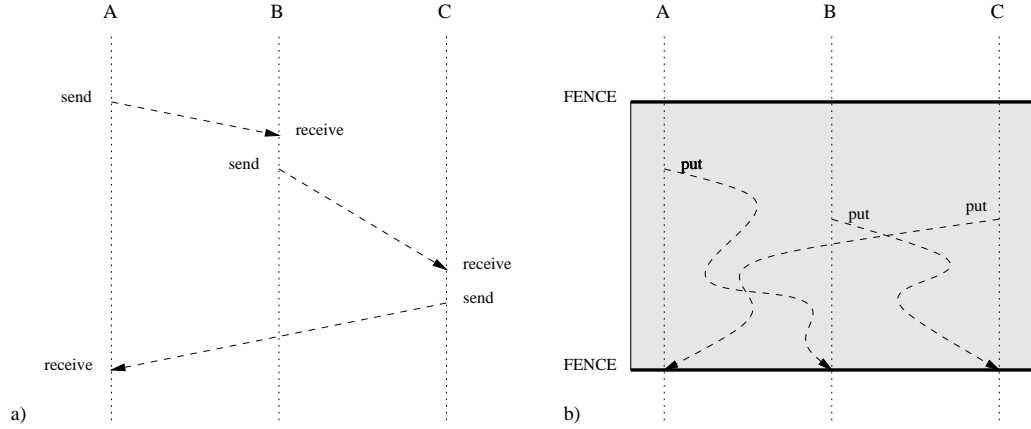 A B C
send
receive
send
receive
send
receive
a)
A B C
FENCE
put
put put
FENCE
b)